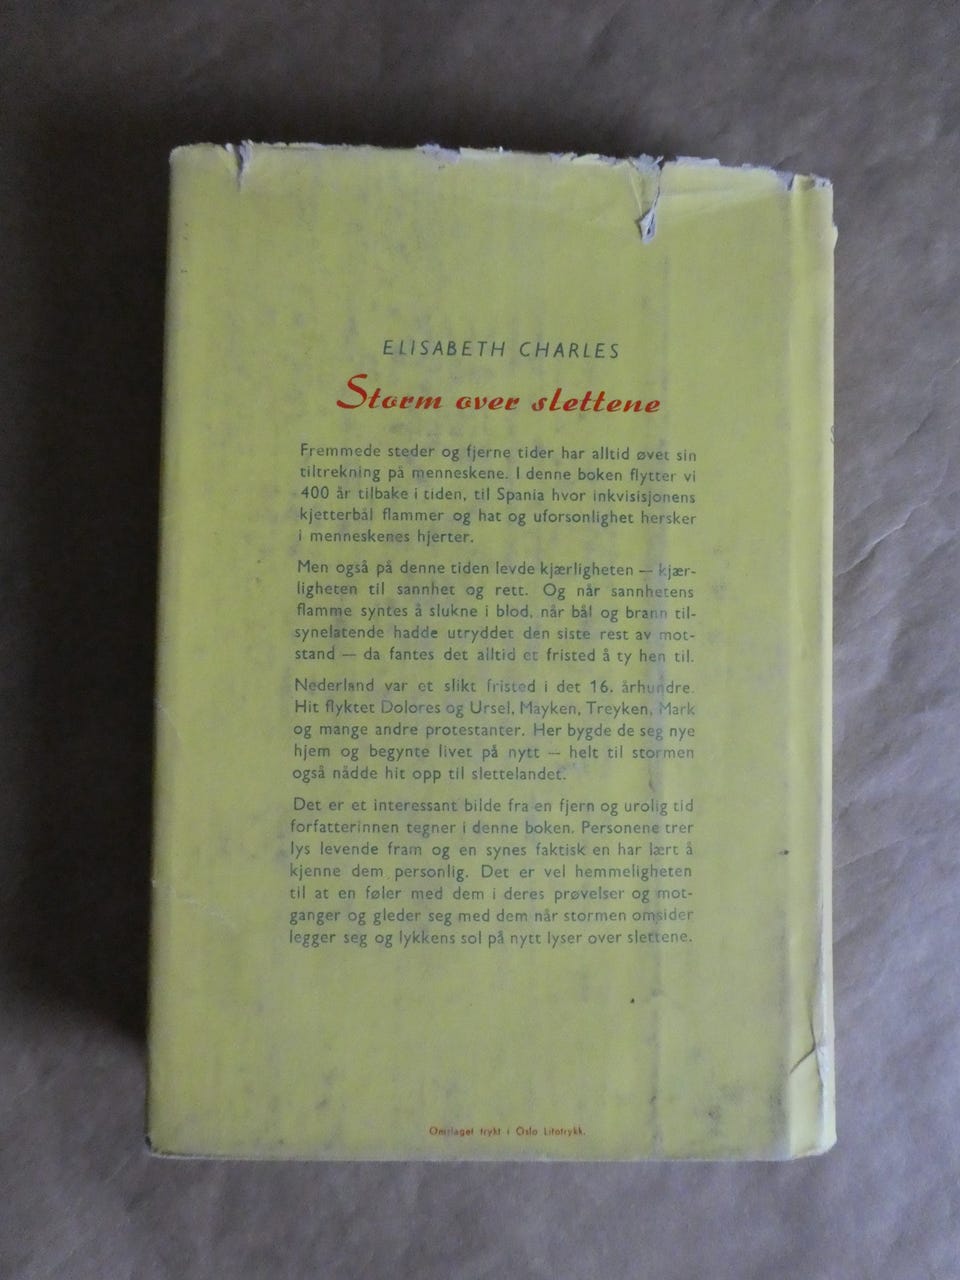 ELISABETH CHARLES
Storm over slettene
Fremmede steder og fjerne tider har alltid øvet sin
tiltrekning på menneskene. I denne boken flytter vi
400 år tilbake i tiden, til Spania hvor inkvisisjonens
kjetterbål flammer og hat og uforsonlighet hersker
i menneskenes hjerter.
Men også på denne tiden levde kjærligheten — kjær-
ligheten til sannhet og rett. Og når sannhetens
flamme syntes å slukne i blod, når bål og brann til-
synelatende hadde utryddet den siste rest av mot-
stand — da fantes det alltid et fristed å ty hen til.
Nederland var et slikt fristed i det 16. århundre.
Hit flyktet Dolores og Ursel, Mayken, Treyken, Mark
og mange andre protestanter. Her bygde de seg nye
hjem og begynte livet på nytt — helt til stormen
også nådde hit opp til slettelandet.
Det er et interessant bilde fra en fjern og urolig tid
forfatterinnen tegner i denne boken. Personene trer
lys levende fram og en synes faktisk en har lært å
kjenne dem personlig. Det er vel hemmeligheten
til at en føler med dem i deres prøvelser og mot-
ganger og gleder seg med dem når stormen omsider
legger seg og lykkens sol på nytt lyser over slettene.
Omslaget trykt i Oslo Litotrykk.